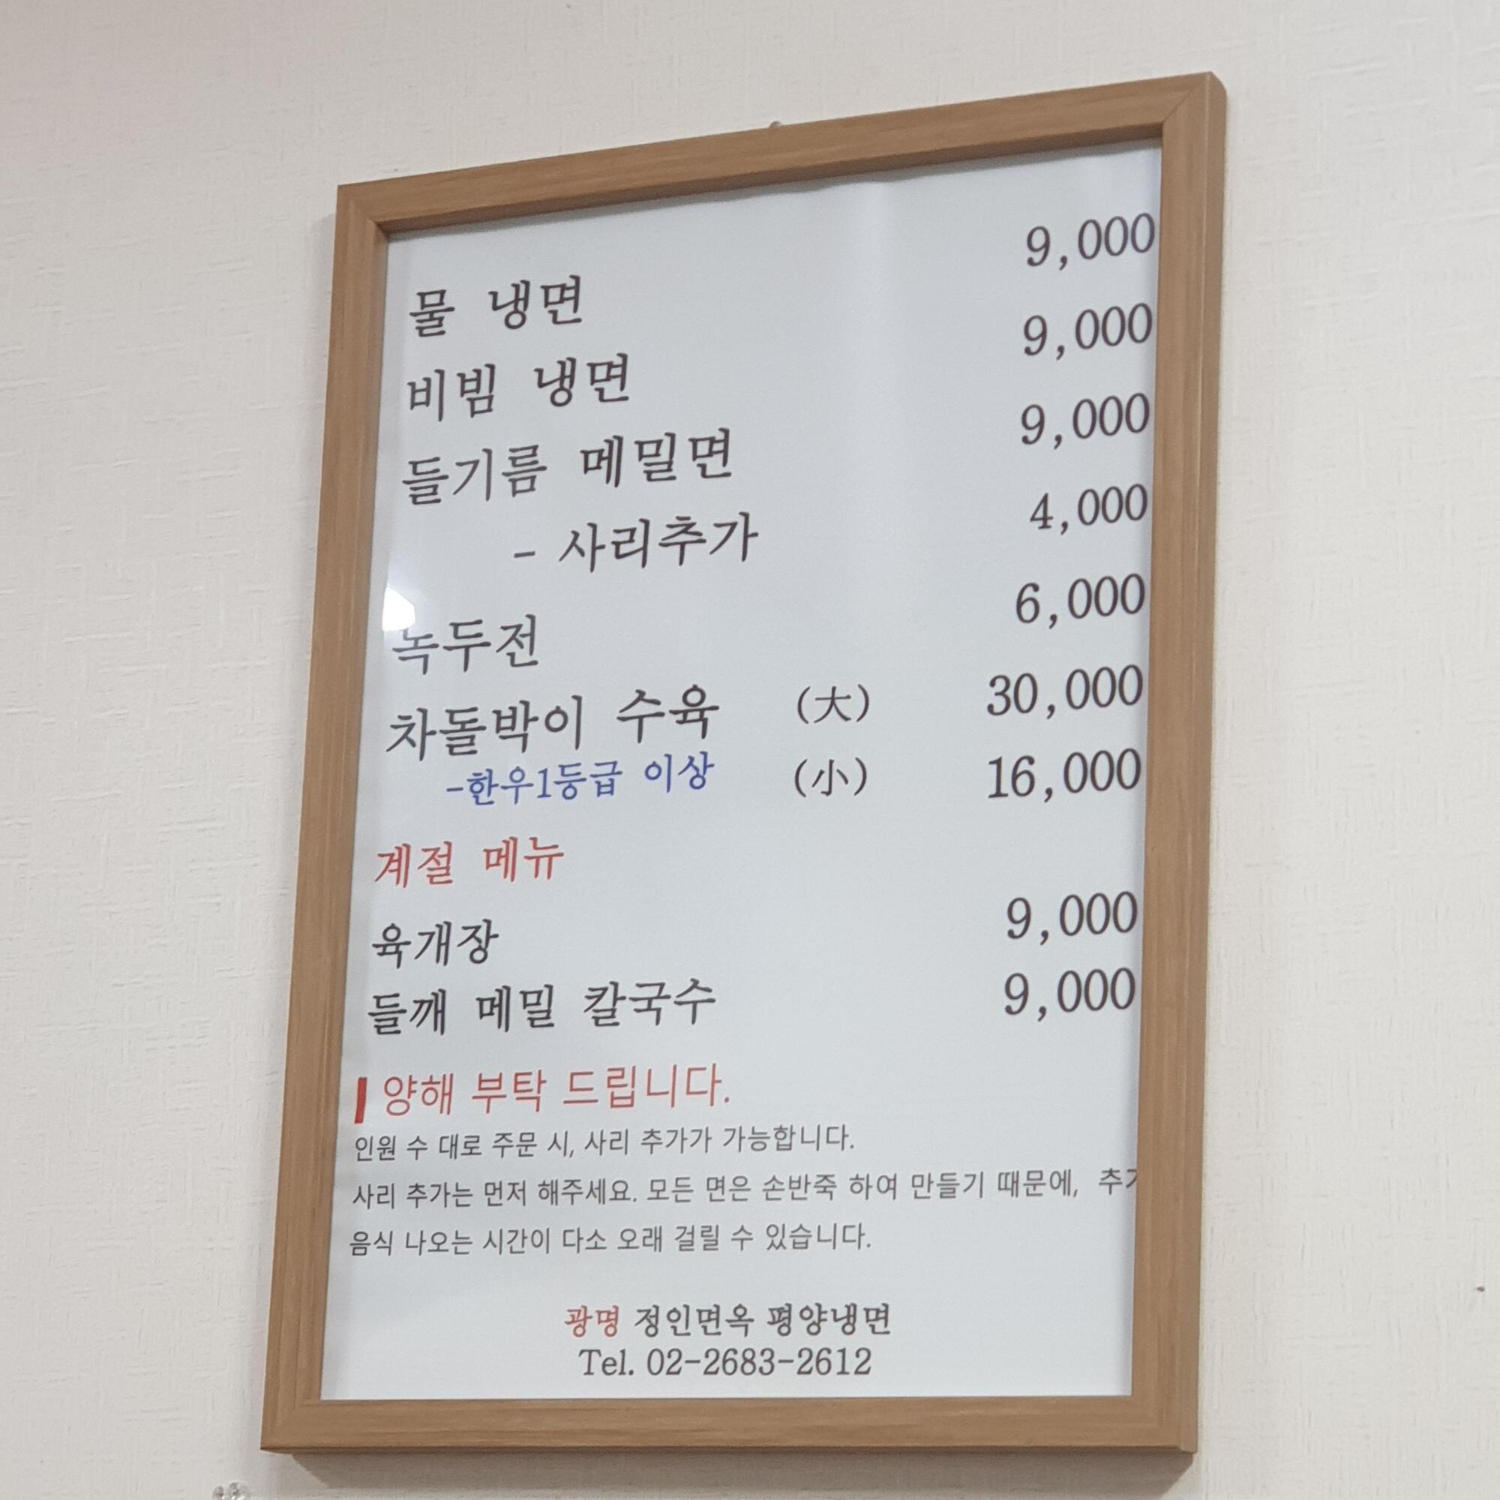 물 냉면 9,000
비빔 냉면 9,000
들기름 메밀면 9,000
- 사리추가 4,000
녹두전 6,000
차돌박이 수육 (大) 30,000
-한우1등급 이상 (小) 16,000
계절 메뉴
육개장 9,000
들깨 메밀 칼국수 9,000
양해 부탁 드립니다.
인원 수 대로 주문 시, 사리 추가가 가능합니다.
사리 추가는 먼저 해주세요. 모든 면은 손반죽 하여 만들기 때문에,
음식 나오는 시간이 다소 오래 걸릴 수 있습니다.
광명 정인면옥 평양냉면
Tel. 02-2683-2612